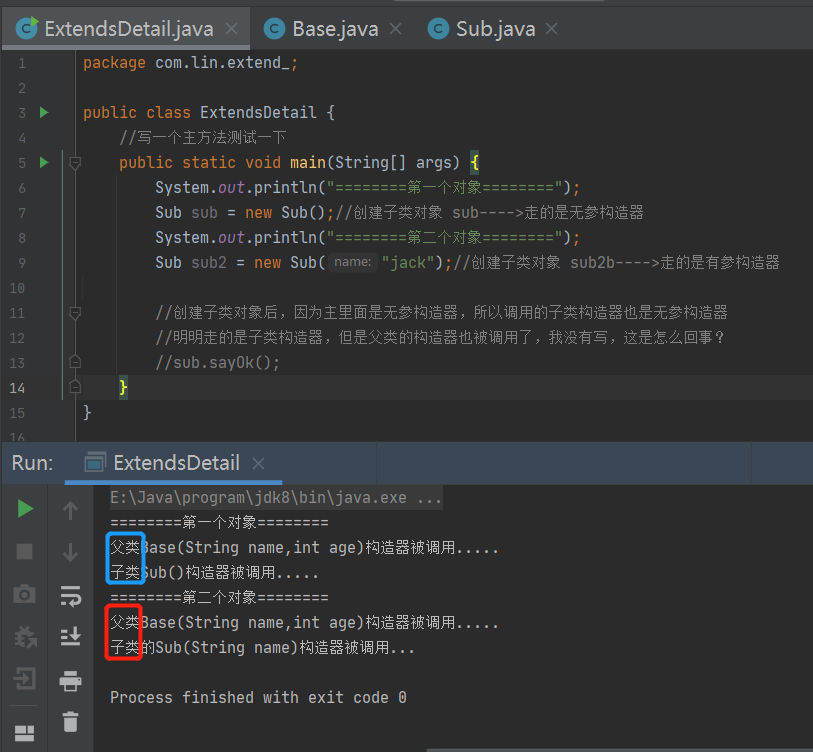 ExtendsDetail.java × Base.java × Sub.java ×
1 package com.lin.extend_;
2
3 public class ExtendsDetail {
4 //写一个主方法测试一下
5 public static void main(String[] args) {
6 System.out.println("========第一个对象========");
7 Sub sub = new Sub();//创建子类对象 sub---->走的是无参构造器
8 System.out.println("========第二个对象========");
9 Sub sub2 = new Sub( name: "jack");//创建子类对象 sub2b---->走的是有参构造器
10
11 //创建子类对象后，因为主里面是无参构造器，所以调用的子类构造器也是无参构造器
12 //明明走的是子类构造器，但是父类的构造器也被调用了，我没有写，这是怎么回事？
13 //sub.sayOk();
14 }
15 }
16
Run: ExtendsDetail ×
E:\Java\program\jdk8\bin\java.exe ...
========第一个对象========
父类Base(String name,int age)构造器被调用.....
子类Sub()构造器被调用.....
========第二个对象========
父类Base(String name,int age)构造器被调用.....
子类的Sub(String name)构造器被调用...
Process finished with exit code 0